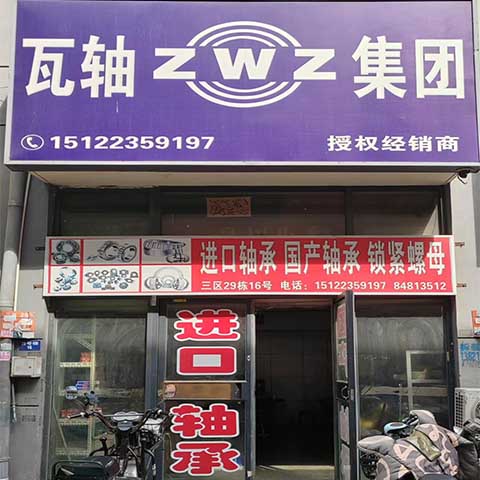 瓦轴 ZWZ 集团
15122359197 授权经销商
进口轴承 国产轴承 锁紧螺母
三区29栋16号 电话：15122359197 84813512
进口
轴承